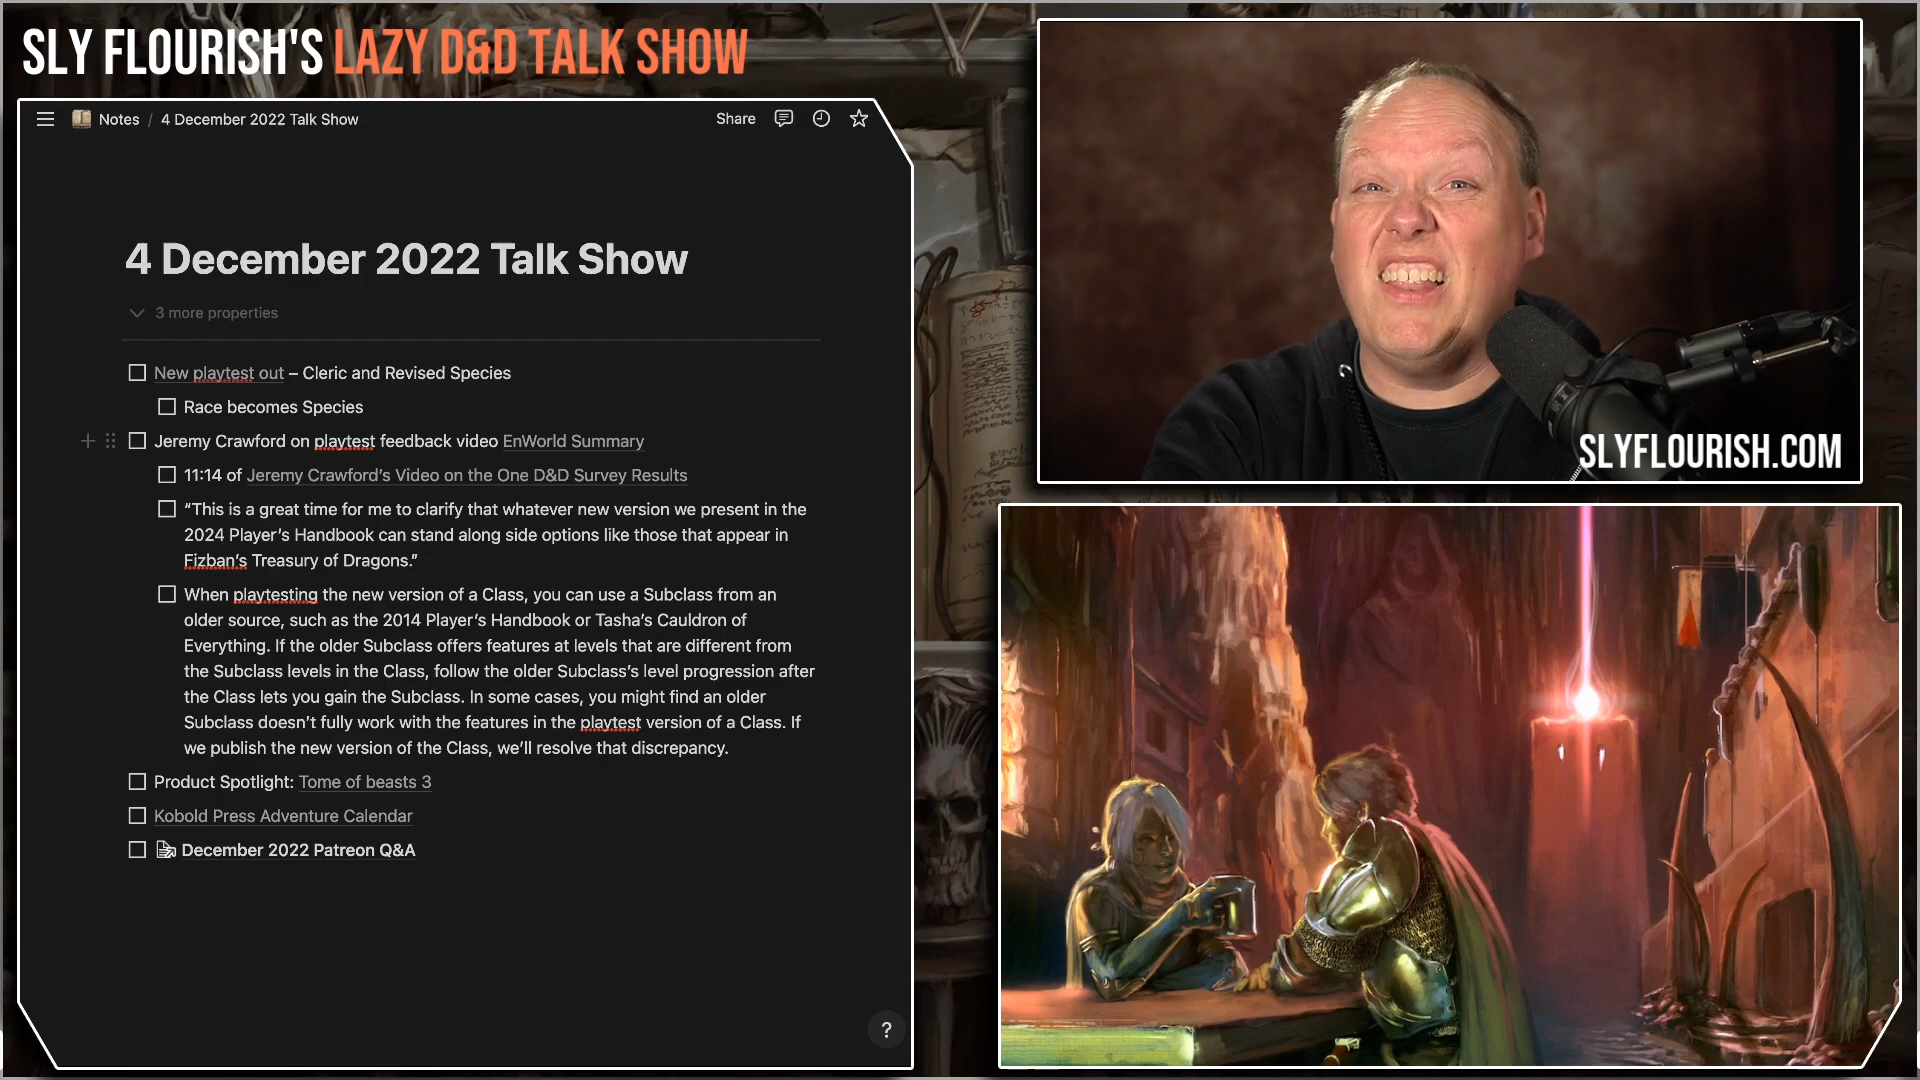 SLY FLOURISH'S LAZY D&D TALK SHOW
Notes / 4 December 2022 Talk Show
Share
4 December 2022 Talk Show
3 more properties
New playtest out – Cleric and Revised Species
Race becomes Species
Jeremy Crawford on playtest feedback video EnWorld Summary
11:14 of Jeremy Crawford's Video on the One D&D Survey Results
“This is a great time for me to clarify that whatever new version we present in the
2024 Player's Handbook can stand along side options like those that appear in
Fizban's Treasury of Dragons.”
When playtesting the new version of a Class, you can use a Subclass from an
older source, such as the 2014 Player's Handbook or Tasha's Cauldron of
Everything. If the older Subclass offers features at levels that are different from
the Subclass levels in the Class, follow the older Subclass's level progression after
the Class lets you gain the Subclass. In some cases, you might find an older
Subclass doesn't fully work with the features in the playtest version of a Class. If
we publish the new version of the Class, we'll resolve that discrepancy.
Product Spotlight: Tome of beasts 3
Kobold Press Adventure Calendar
December 2022 Patreon Q&A
?
SLYFLOURISH.COM